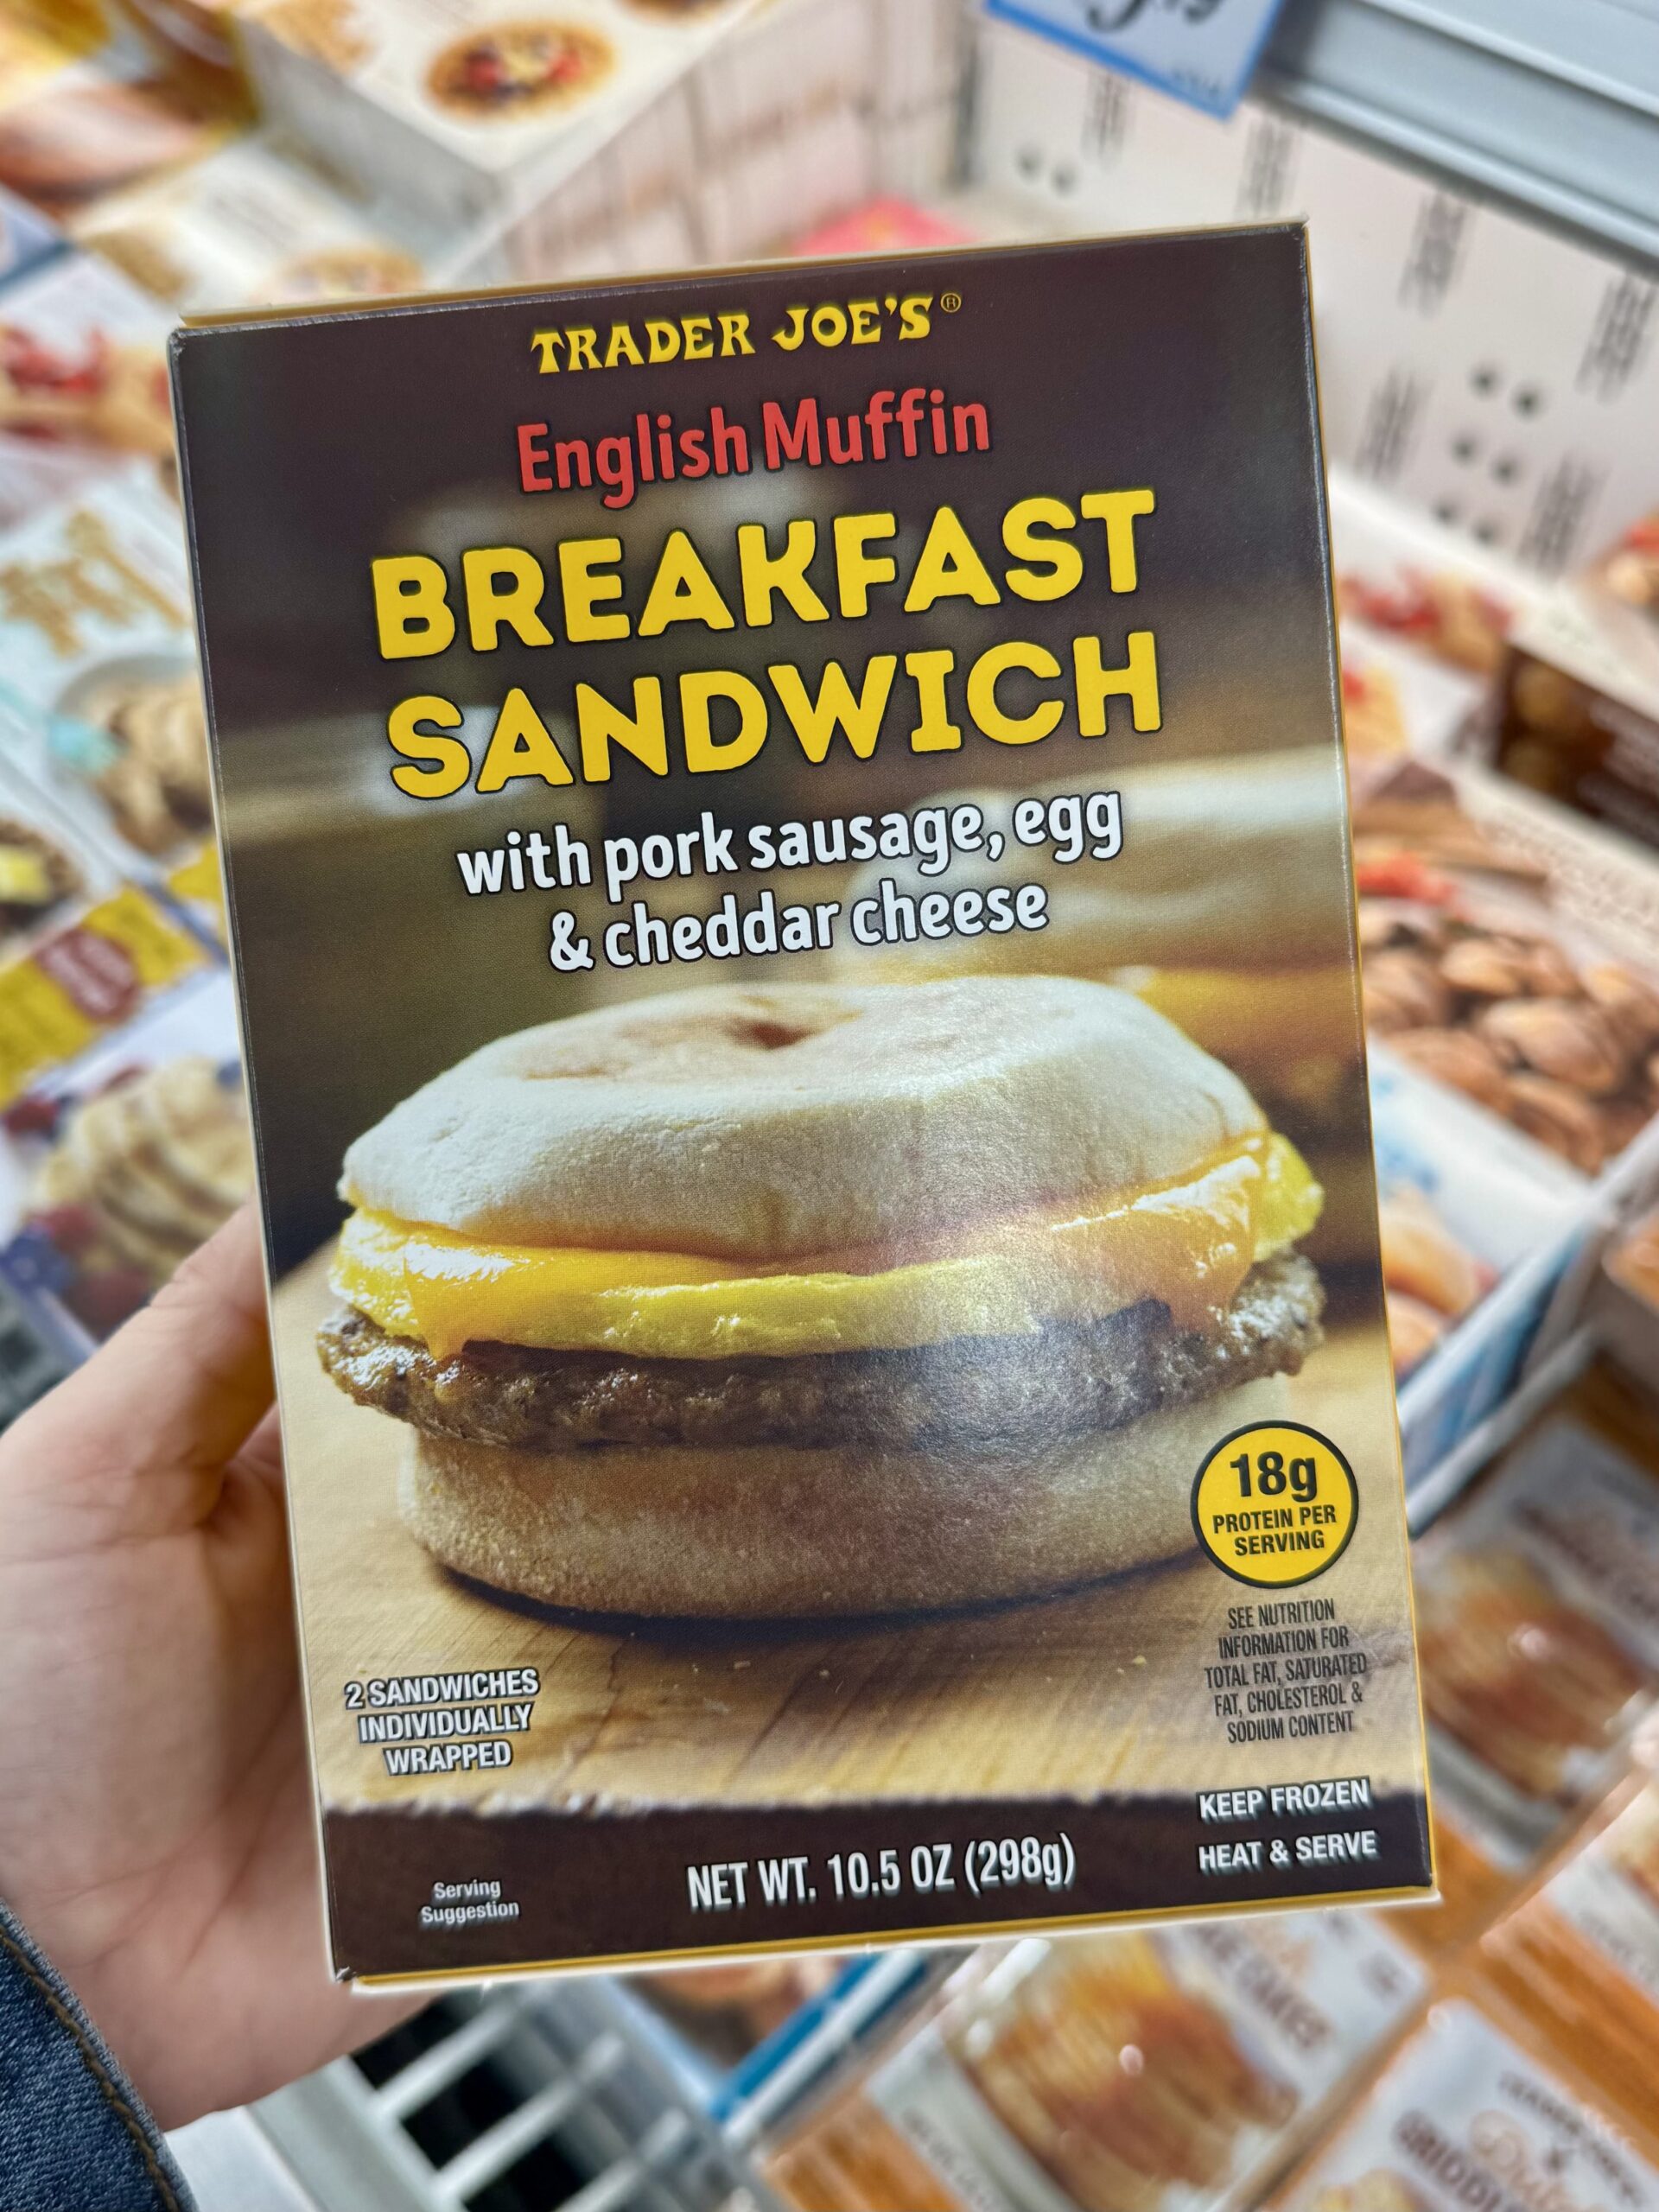 TRADER JOE'S®
English Muffin
BREAKFAST
SANDWICH
with pork sausage, egg
& cheddar cheese
18g
PROTEIN PER
SERVING
SEE NUTRITION
INFORMATION FOR
TOTAL FAT, SATURATED
FAT, CHOLESTEROL &
SODIUM CONTENT
2 SANDWICHES
INDIVIDUALLY
WRAPPED
KEEP FROZEN
HEAT & SERVE
NET WT. 10.5 OZ (298g)
Serving
Suggestion